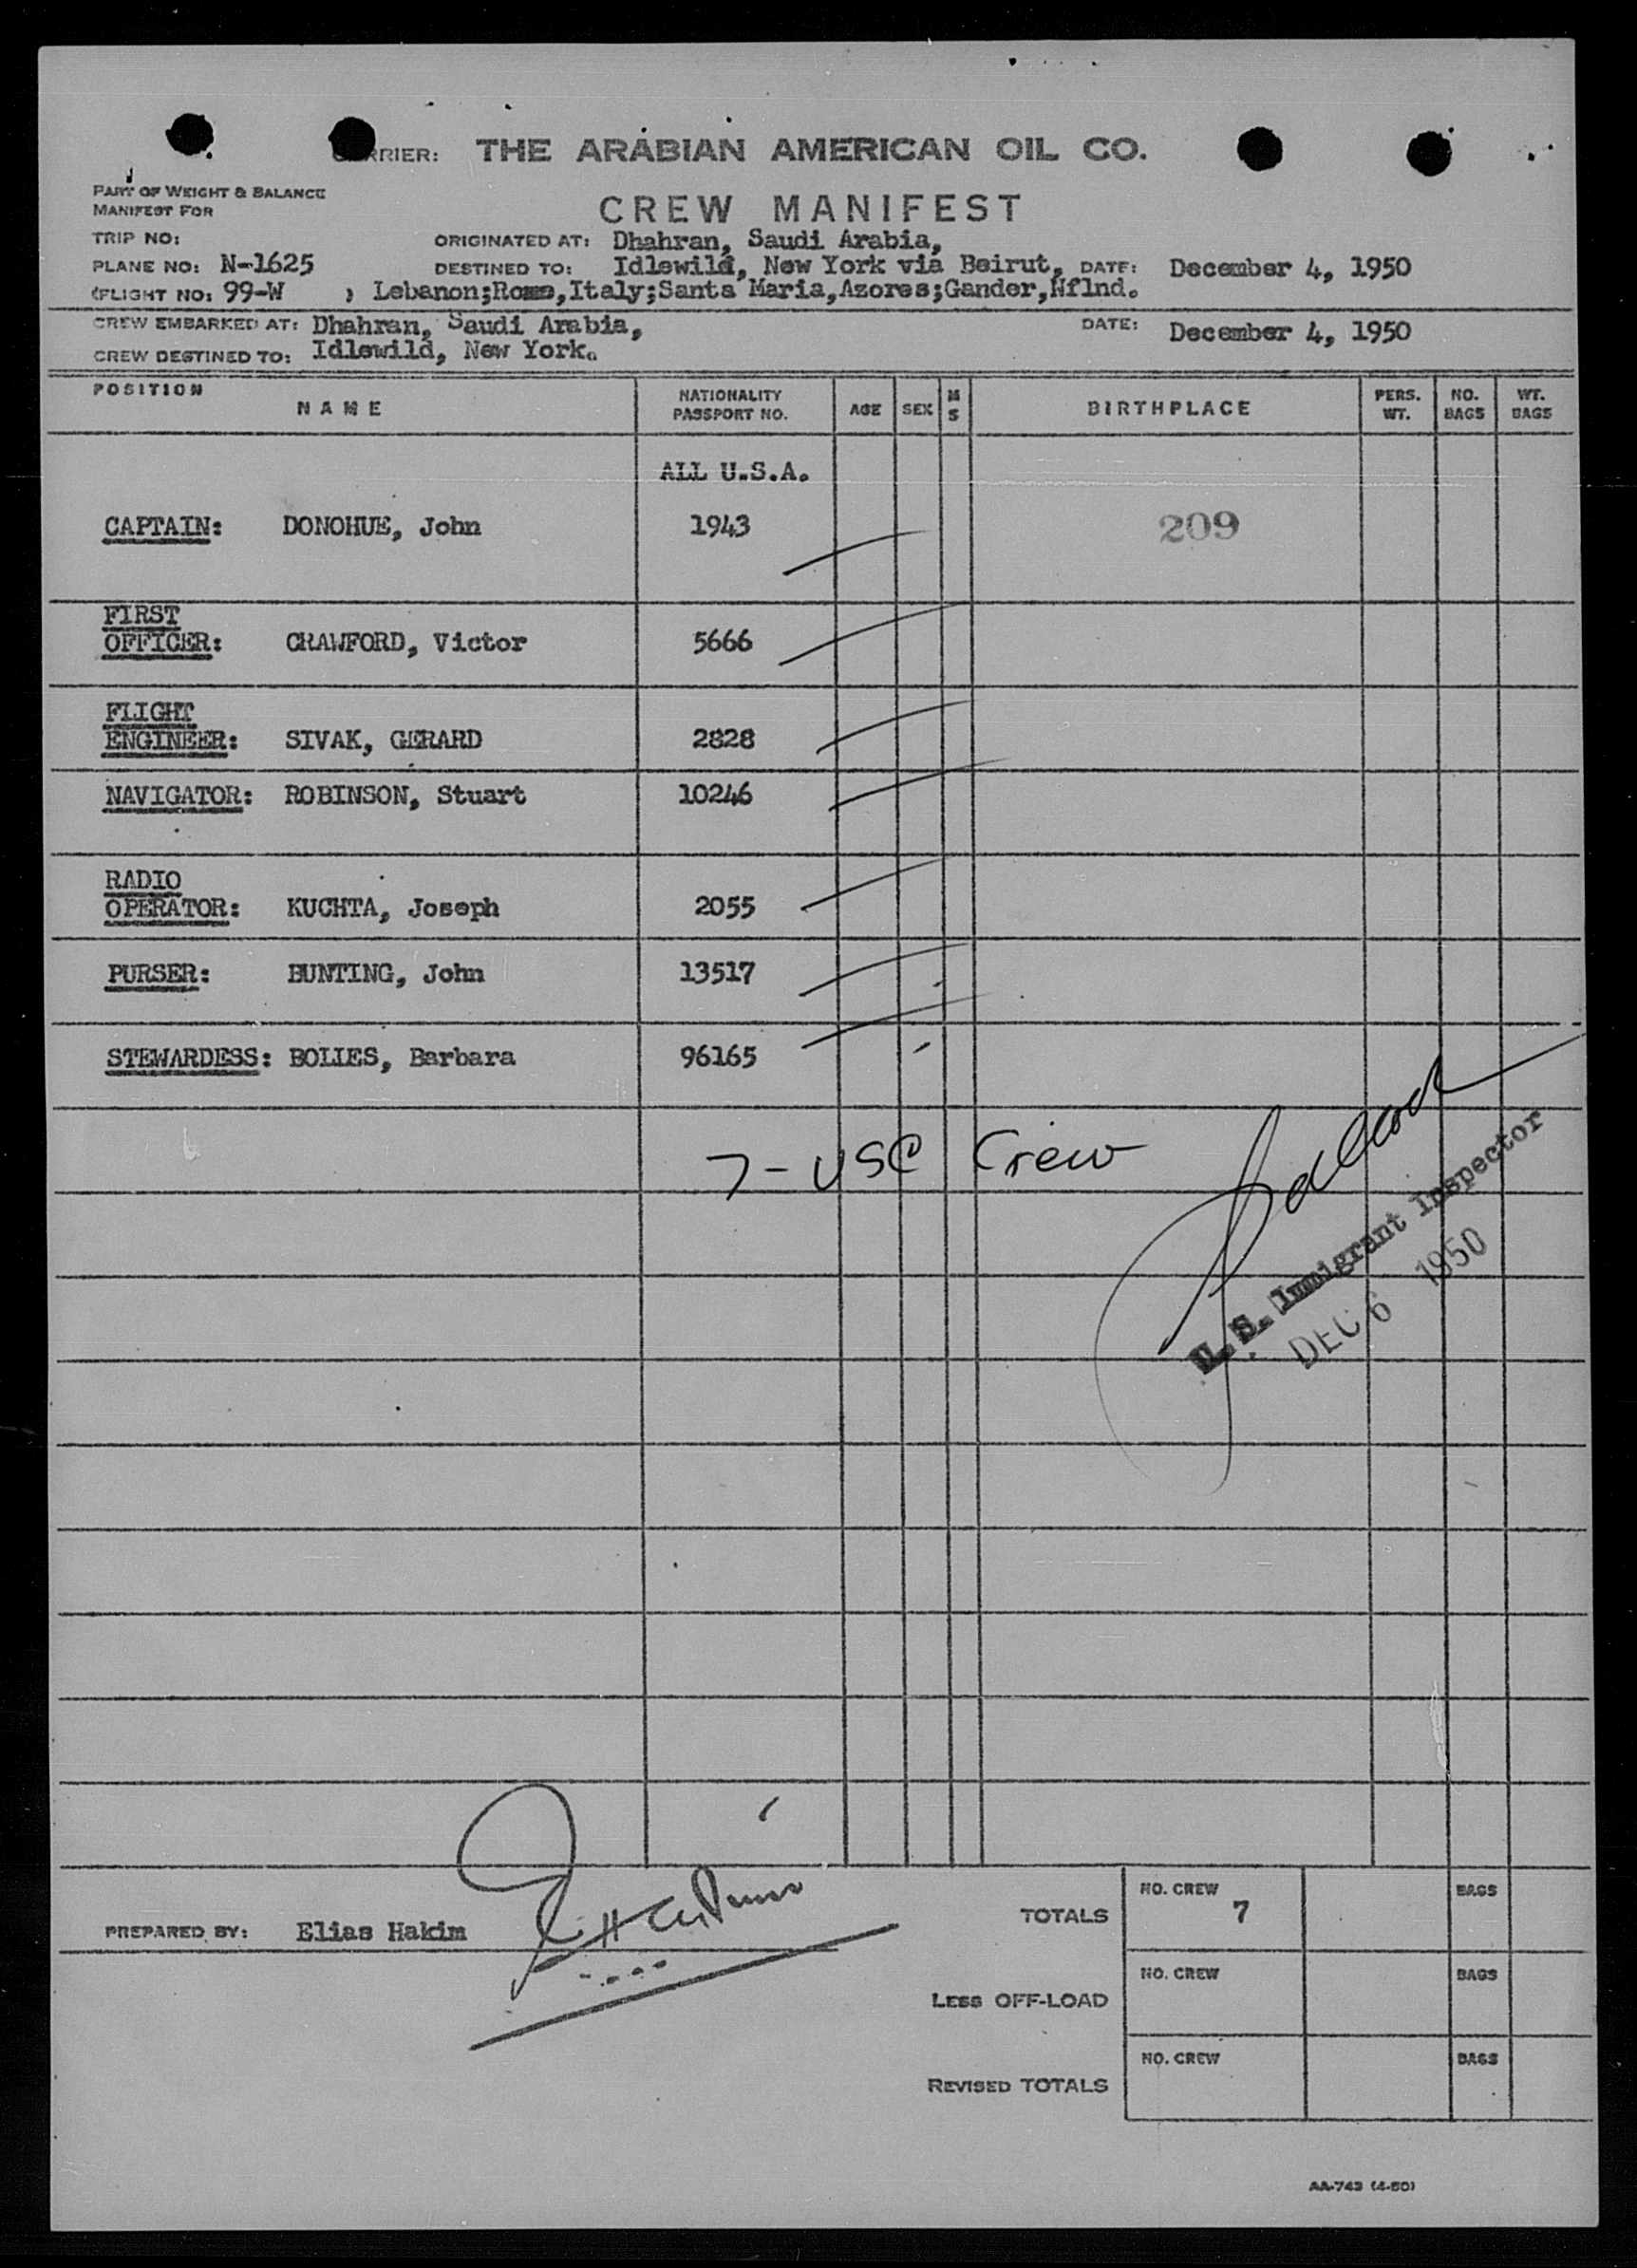 CARRIER: THE ARABIAN AMERICAN OIL CO.
PART OF WEIGHT & BALANCE
MANIFEST FOR
CREW MANIFEST
TRIP NO:
ORIGINATED AT: Dhahran, Saudi Arabia,
PLANE NO: N-1625
DESTINED TO: Idlewild, New York via Beirut, DATE: December 4, 1950
(FLIGHT NO: 99-W ) Lebanon;Rome,Italy;Santa Maria,Azores;Gander,Nflnd.
CREW EMBARKED AT: Dhahran, Saudi Arabia, DATE: December 4, 1950
CREW DESTINED TO: Idlewild, New York.
POSITION NAME NATIONALITY PASSPORT NO. AGE SEX M S BIRTHPLACE PERS. WT. NO. BAGS WT. BAGS
ALL U.S.A.
CAPTAIN: DONOHUE, John 1943 209
FIRST
OFFICER: CRAWFORD, Victor 5666
FLIGHT
ENGINEER: SIVAK, GERARD 2828
NAVIGATOR: ROBINSON, Stuart 10246
RADIO
OPERATOR: KUCHTA, Joseph 2055
PURSER: BUNTING, John 13517
STEWARDESS: BOLIES, Barbara 96165
7-USC Crew
U.S. Immigrant Inspector
DEC 6 1950
NO. CREW BAGS
TOTALS 7
PREPARED BY: Elias Hakim
NO. CREW BAGS
LESS OFF-LOAD
NO. CREW BAGS
REVISED TOTALS
AA-743 (4-50)